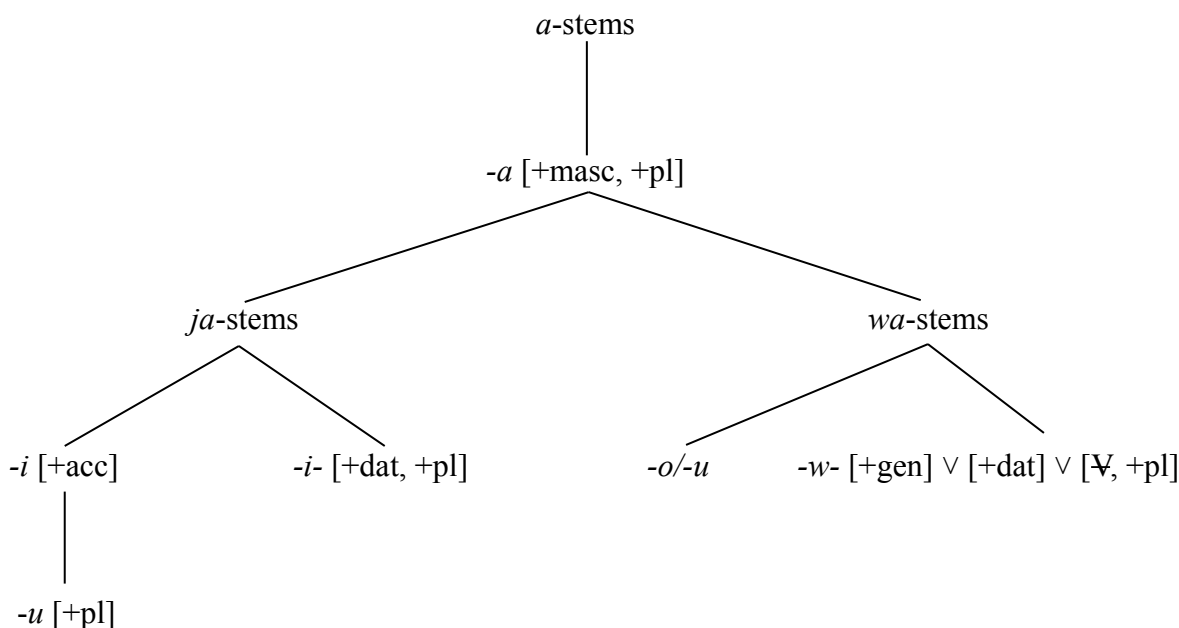 a-stems
-a [+masc, +pl]
ja-stems
wa-stems
-i [+acc]
-i- [+dat, +pl]
-o/-u
-w- [+gen] ∨ [+dat] ∨ [V̶, +pl]
-u [+pl]